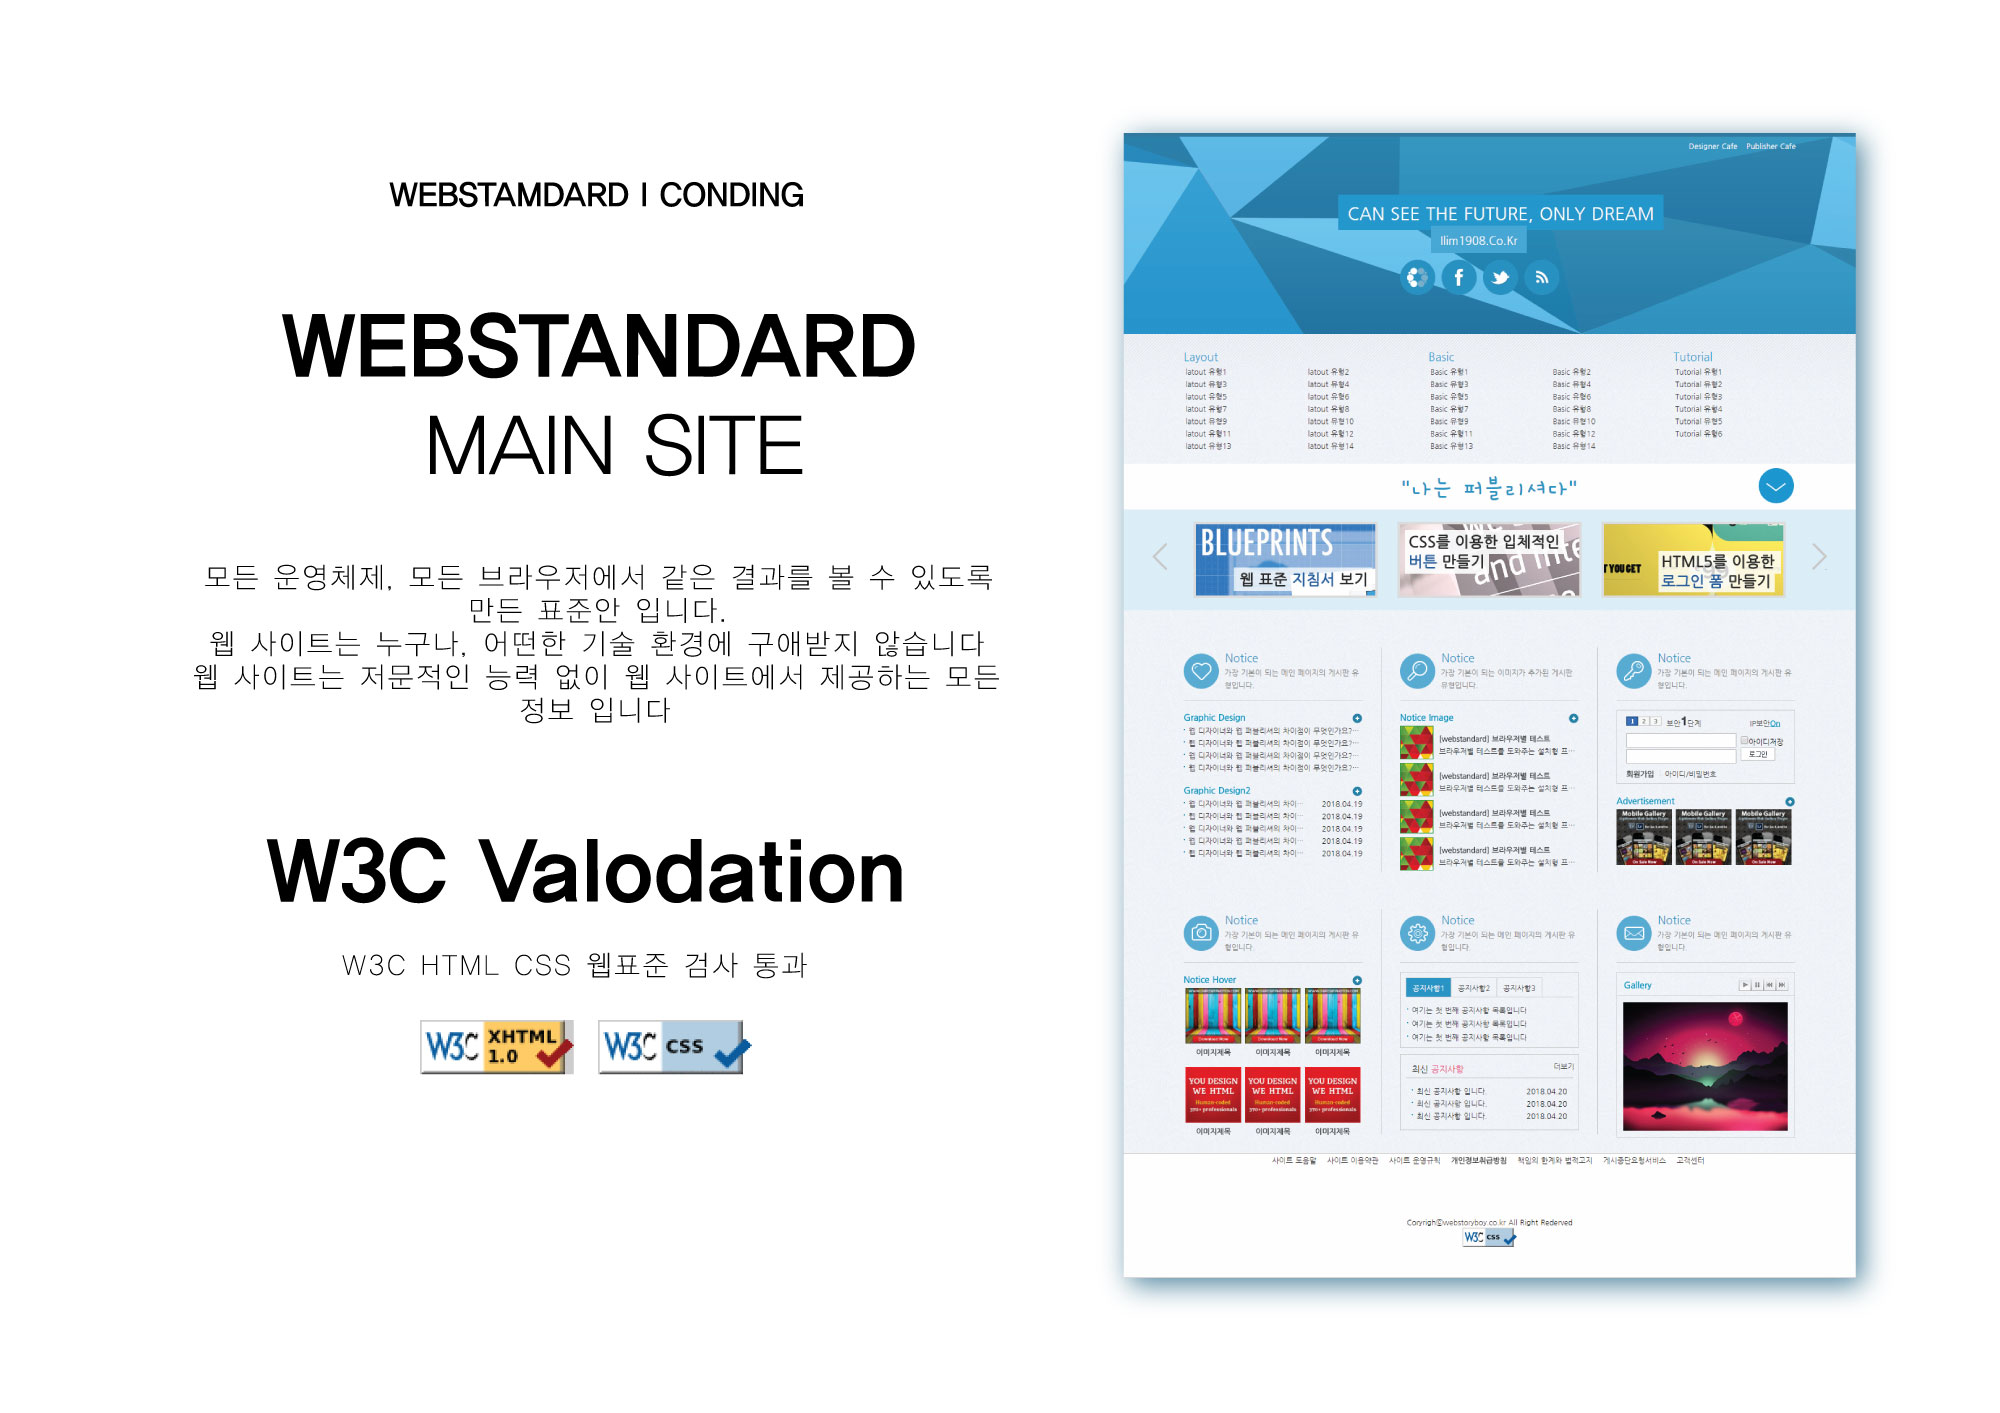 WEBSTAMDARD I CONDING
WEBSTANDARD
MAIN SITE
모든 운영체제, 모든 브라우저에서 같은 결과를 볼 수 있도록
만든 표준안 입니다.
웹 사이트는 누구나, 어떤한 기술 환경에 구애받지 않습니다
웹 사이트는 저문적인 능력 없이 웹 사이트에서 제공하는 모든
정보 입니다
W3C Valodation
W3C HTML CSS 웹표준 검사 통과
W3C XHTML 1.0
W3C css
Designer Cafe Publisher Cafe
CAN SEE THE FUTURE, ONLY DREAM
Ilim1908.Co.Kr
Layout Basic Tutorial
latout 유형1 latout 유형2 Basic 유형1 Basic 유형2 Tutorial 유형1
latout 유형3 latout 유형4 Basic 유형3 Basic 유형4 Tutorial 유형2
latout 유형5 latout 유형6 Basic 유형5 Basic 유형6 Tutorial 유형3
latout 유형7 latout 유형8 Basic 유형7 Basic 유형8 Tutorial 유형4
latout 유형9 latout 유형10 Basic 유형9 Basic 유형10 Tutorial 유형5
latout 유형11 latout 유형12 Basic 유형11 Basic 유형12 Tutorial 유형6
latout 유형13 latout 유형14 Basic 유형13 Basic 유형14
"나는 퍼블리셔다"
BLUEPRINTS
웹 표준 지침서 보기
CSS를 이용한 입체적인
버튼 만들기
and inte
T YOU GET
HTML5를 이용한
로그인 폼 만들기
Notice
가장 기본이 되는 메인 페이지의 게시판 유
형입니다.
Graphic Design
웹 디자이너와 웹 퍼블리셔의 차이점이 무엇인가요?…
웹 디자이너와 웹 퍼블리셔의 차이점이 무엇인가요?…
웹 디자이너와 웹 퍼블리셔의 차이점이 무엇인가요?…
웹 디자이너와 웹 퍼블리셔의 차이점이 무엇인가요?…
Graphic Design2
웹 디자이너와 웹 퍼블리셔의 차이… 2018.04.19
웹 디자이너와 웹 퍼블리셔의 차이… 2018.04.19
웹 디자이너와 웹 퍼블리셔의 차이… 2018.04.19
웹 디자이너와 웹 퍼블리셔의 차이… 2018.04.19
웹 디자이너와 웹 퍼블리셔의 차이… 2018.04.19
Notice
가장 기본이 되는 이미지가 추가된 게시판
유형입니다.
Notice Image
[webstandard] 브라우저별 테스트
브라우저별 테스트를 도와주는 설치형 프…
[webstandard] 브라우저별 테스트
브라우저별 테스트를 도와주는 설치형 프…
[webstandard] 브라우저별 테스트
브라우저별 테스트를 도와주는 설치형 프…
[webstandard] 브라우저별 테스트
브라우저별 테스트를 도와주는 설치형 프…
Notice
가장 기본이 되는 메인 페이지의 게시판 유
형입니다.
1 2 3 보안1단계 IP보안On
아이디저장
로그인
회원가입 아이디/비밀번호
Advertisement
Mobile Gallery Mobile Gallery Mobile Gallery
On Sale Now On Sale Now On Sale Now
Notice
가장 기본이 되는 메인 페이지의 게시판 유
형입니다.
Notice Hover
Download Now Download Now Download Now
이미지제목 이미지제목 이미지제목
YOU DESIGN YOU DESIGN YOU DESIGN
WE HTML WE HTML WE HTML
Human-coded Human-coded Human-coded
370+ professionals 370+ professionals 370+ professionals
이미지제목 이미지제목 이미지제목
Notice
가장 기본이 되는 메인 페이지의 게시판 유
형입니다.
공지사항1 공지사항2 공지사항3
여기는 첫 번째 공지사항 목록입니다
여기는 첫 번째 공지사항 목록입니다
여기는 첫 번째 공지사항 목록입니다
최신 공지사항 더보기
최신 공지사항 입니다. 2018.04.20
최신 공지사항 입니다. 2018.04.20
최신 공지사항 입니다. 2018.04.20
Notice
가장 기본이 되는 메인 페이지의 게시판 유
형입니다.
Gallery
사이트 도움말 사이트 이용약관 사이트 운영규칙 개인정보취급방침 책임의 한계와 법적고지 게시중단요청서비스 고객센터
Coryrigh©webstoryboy.co.kr All Right Rederved
W3C css